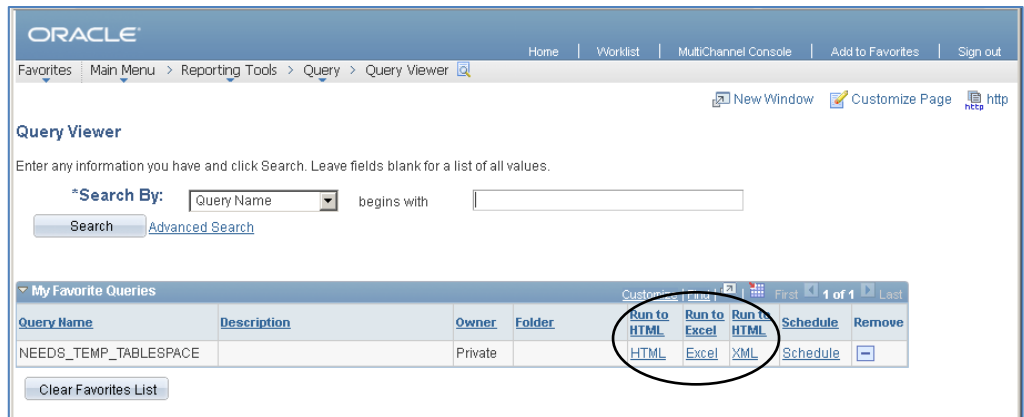 ORACLE
Home | Worklist | MultiChannel Console | Add to Favorites | Sign out
Favorites Main Menu > Reporting Tools > Query > Query Viewer
New Window Customize Page http
Query Viewer
Enter any information you have and click Search. Leave fields blank for a list of all values.
*Search By: Query Name begins with
Search Advanced Search
My Favorite Queries Customize | Find | | First 1 of 1 Last
Query Name Description Owner Folder Run to HTML Run to Excel Run to HTML Schedule Remove
NEEDS_TEMP_TABLESPACE Private HTML Excel XML Schedule
Clear Favorites List